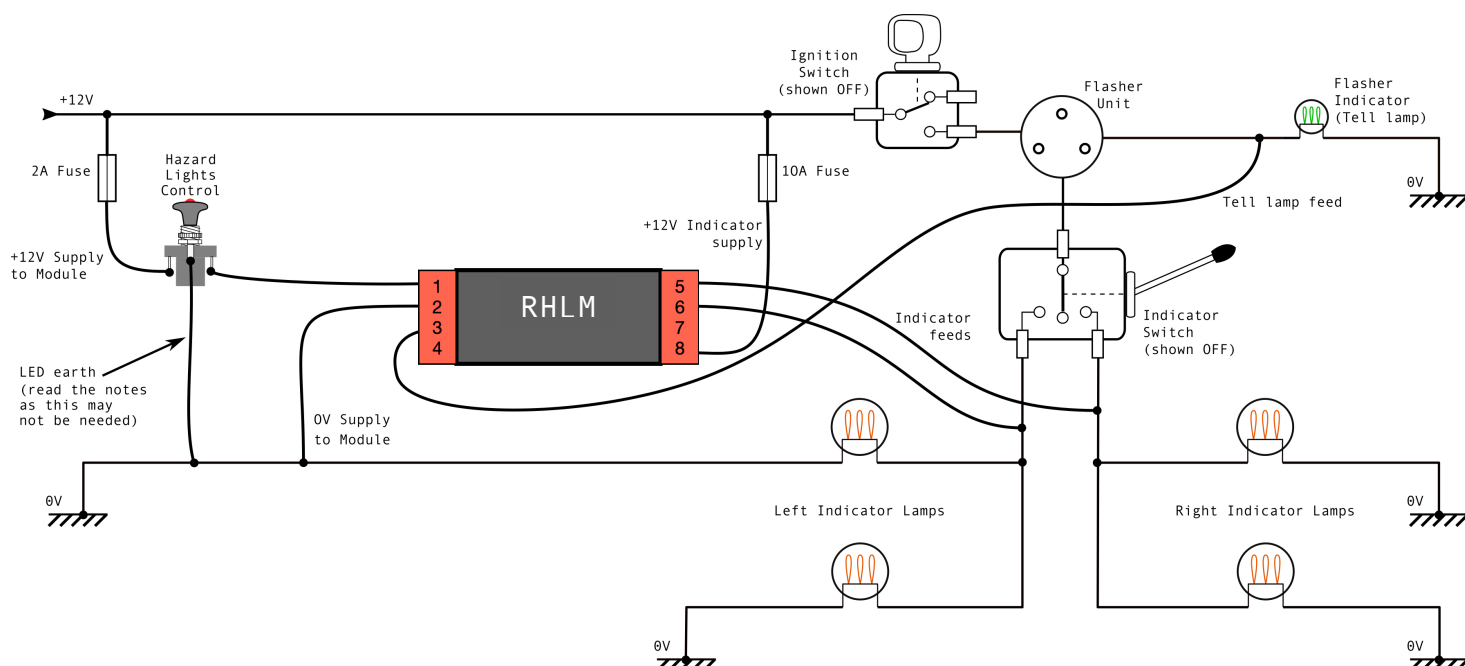 Ignition
Switch
(shown OFF)
+12V
Flasher
Unit
Flasher
Indicator
(Tell lamp)
2A Fuse
Hazard
Lights
Control
10A Fuse
0V
Tell lamp feed
+12V Indicator
supply
+12V Supply
to Module
1
2
3
4
RHLM
5
6
7
8
Indicator
feeds
Indicator
Switch
(shown OFF)
LED earth
(read the notes
as this may
not be needed)
0V Supply
to Module
0V
Left Indicator Lamps
Right Indicator Lamps
0V
0V
0V